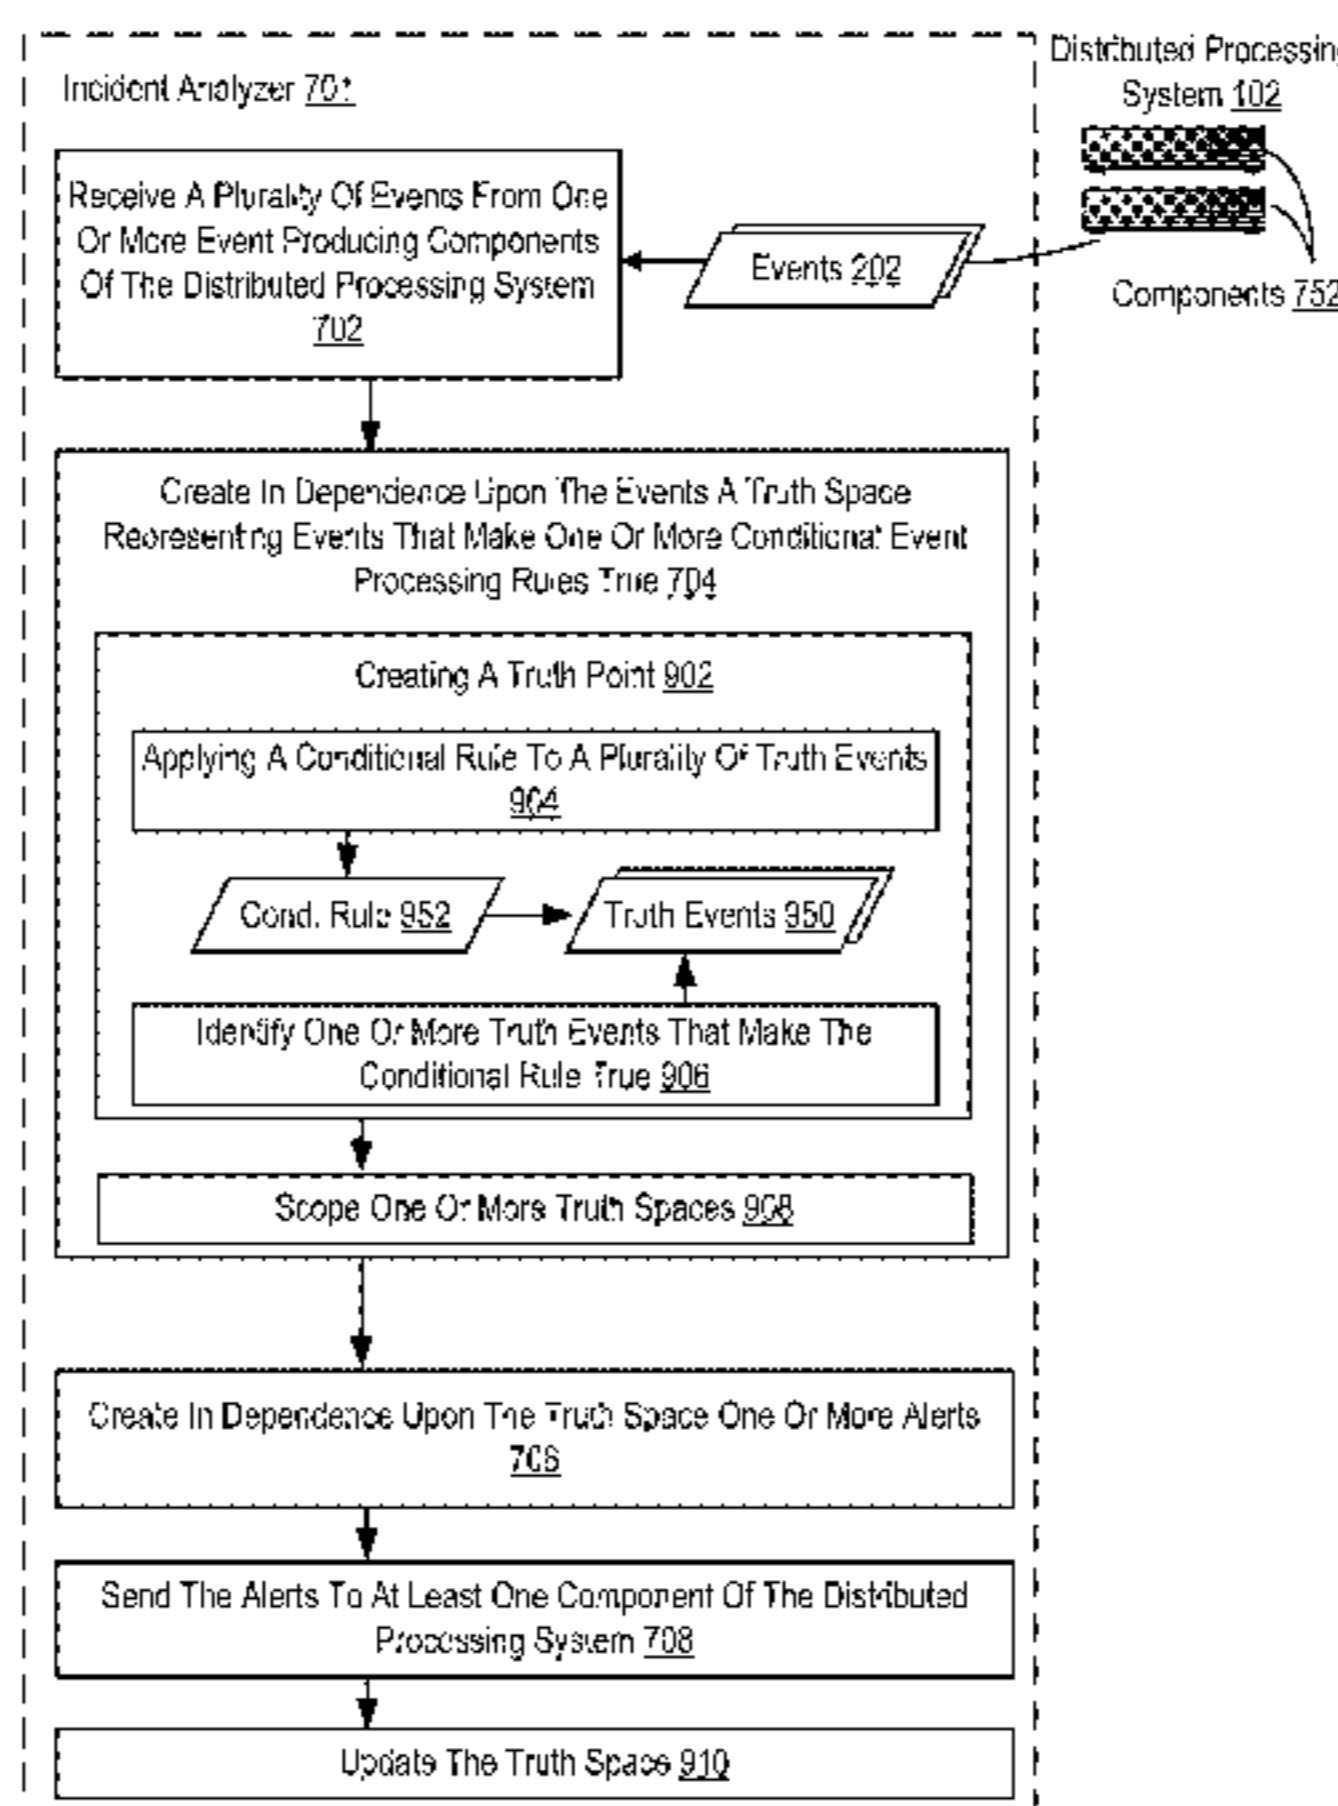 Incident Analyzer 701
Distributed Processing
System 102
Receive A Plurality Of Events From One
Or More Event Producing Components
Of The Distributed Processing System
702
Events 202
Components 752
Create In Dependence Upon The Events A Truth Space
Representing Events That Make One Or More Conditional Event
Processing Rules True 704
Creating A Truth Point 902
Applying A Conditional Rule To A Plurality Of Truth Events
904
Cond. Rule 952
Truth Events 950
Identify One Or More Truth Events That Make The
Conditional Rule True 906
Scope One Or More Truth Spaces 908
Create In Dependence Upon The Truth Space One Or More Alerts
706
Send The Alerts To At Least One Component Of The Distributed
Processing System 708
Update The Truth Space 910